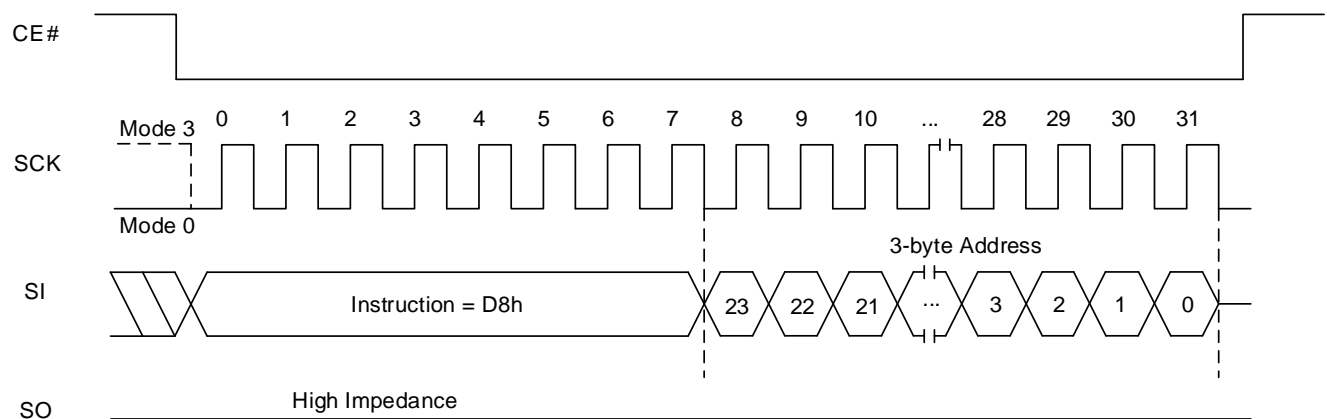 CE#
Mode 3
0 1 2 3 4 5 6 7 8 9 10 ... 28 29 30 31
SCK
Mode 0
3-byte Address
SI
Instruction = D8h
23 22 21 ... 3 2 1 0
High Impedance
SO